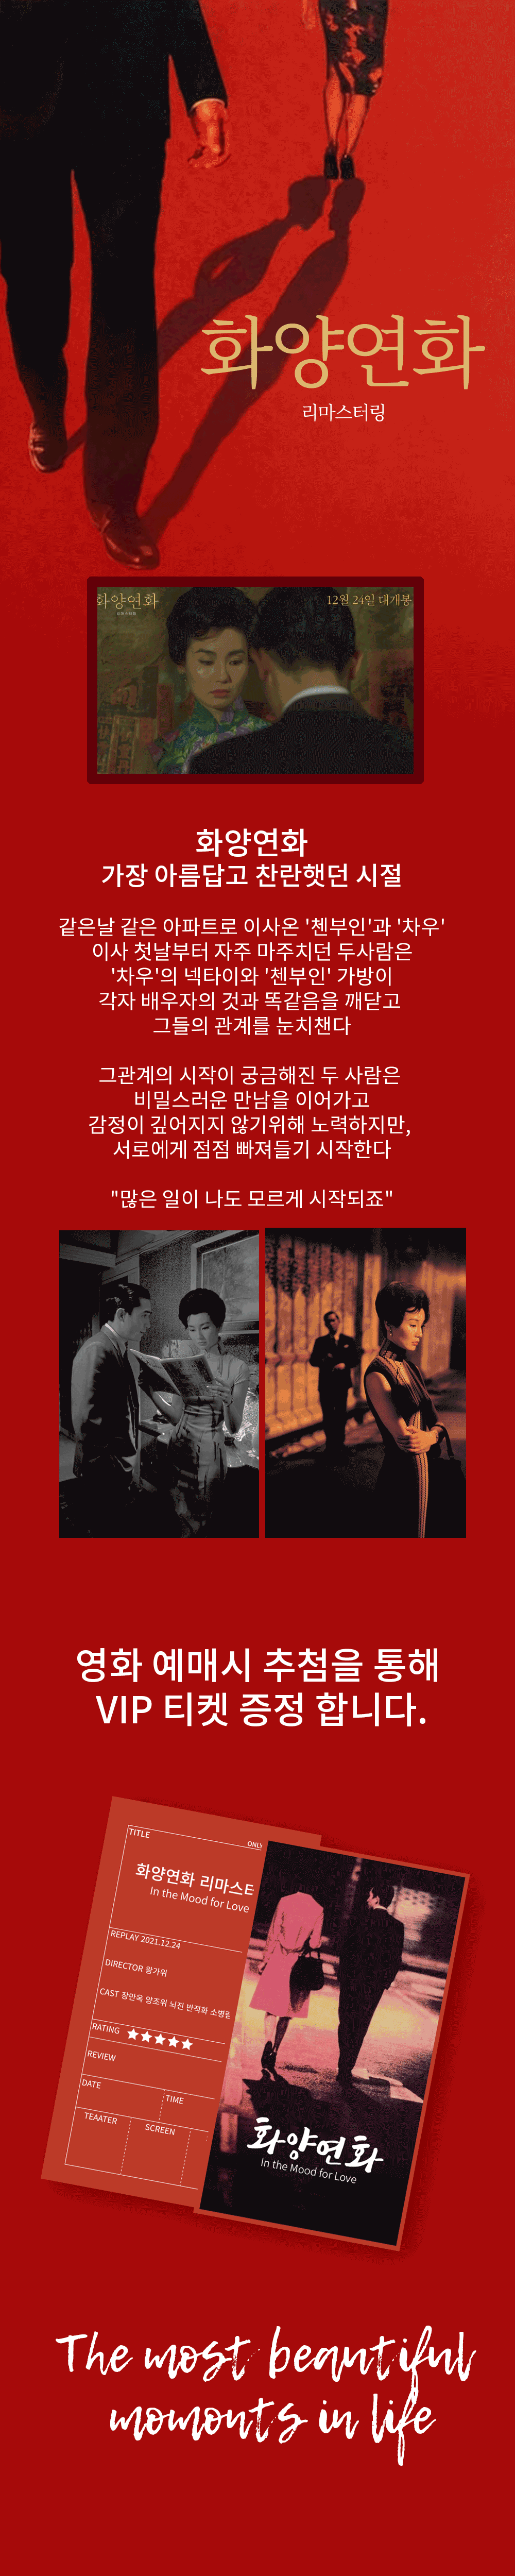 화양연화
리마스터링
화양연화
12월 24일 대개봉
화양연화
가장 아름답고 찬란햇던 시절
같은날 같은 아파트로 이사온 '첸부인'과 '차우'
이사 첫날부터 자주 마주치던 두사람은
'차우'의 넥타이와 '첸부인' 가방이
각자 배우자의 것과 똑같음을 깨닫고
그들의 관계를 눈치챈다
그관계의 시작이 궁금해진 두 사람은
비밀스러운 만남을 이어가고
감정이 깊어지지 않기위해 노력하지만,
서로에게 점점 빠져들기 시작한다
"많은 일이 나도 모르게 시작되죠"
영화 예매시 추첨을 통해
VIP 티켓 증정 합니다.
TITLE
ONLY
화양연화 리마스터
In the Mood for Love
REPLAY 2021.12.24
DIRECTOR 왕가위
CAST 장만옥 양조위 뇌진 반적화 소병림
RATING
REVIEW
DATE
TIME
TEAATER
SCREEN
화양연화
In the Mood for Love
The most beautiful
momonts in life